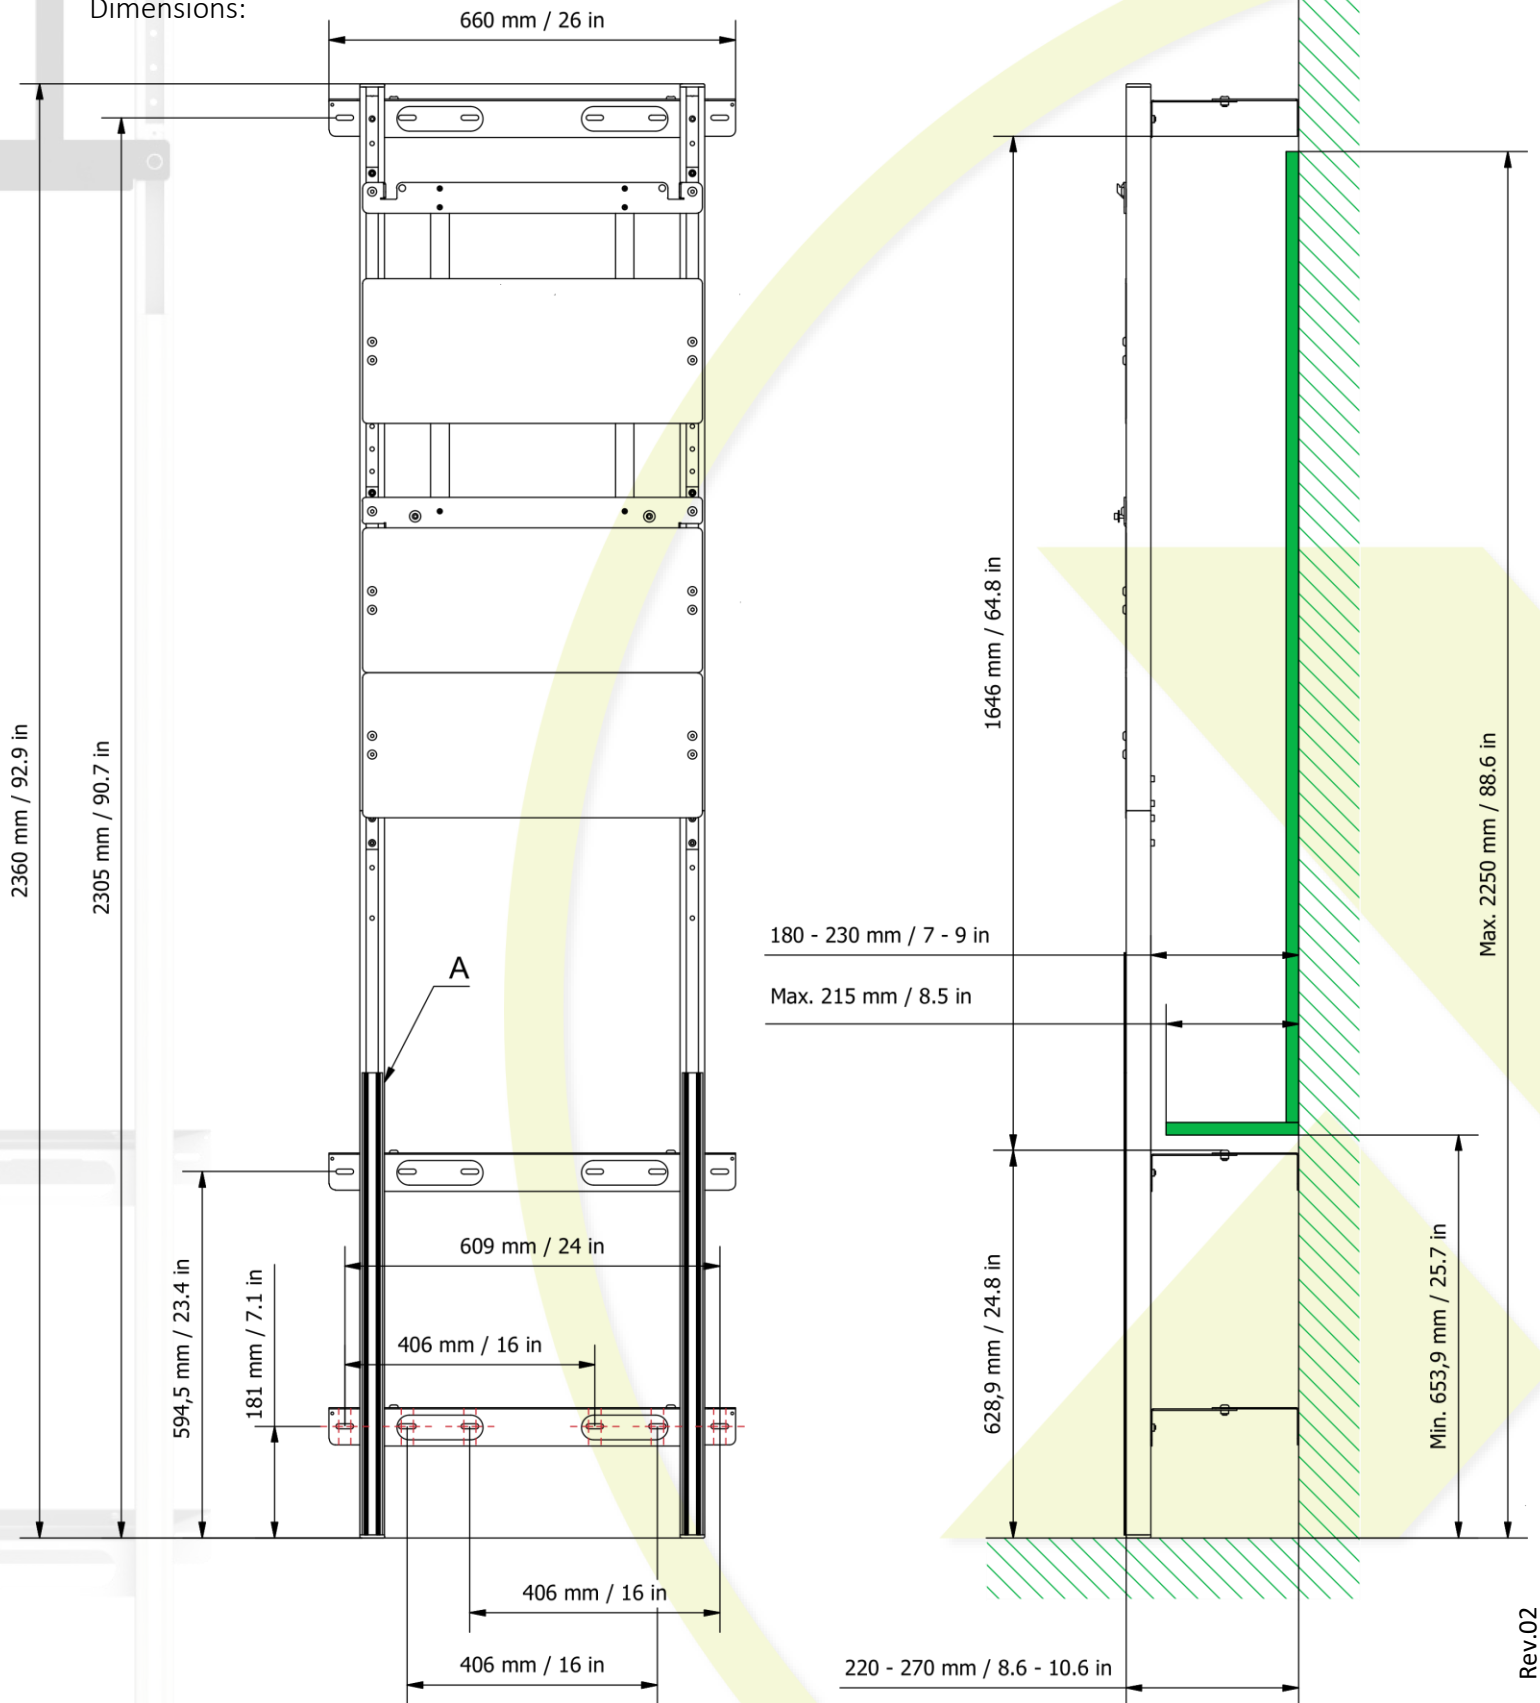 Dimensions:
660 mm / 26 in
2360 mm / 92.9 in
2305 mm / 90.7 in
1646 mm / 64.8 in
Max. 2250 mm / 88.6 in
180 - 230 mm / 7 - 9 in
A
Max. 215 mm / 8.5 in
609 mm / 24 in
594,5 mm / 23.4 in
181 mm / 7.1 in
406 mm / 16 in
628,9 mm / 24.8 in
Min. 653,9 mm / 25.7 in
406 mm / 16 in
406 mm / 16 in
220 - 270 mm / 8.6 - 10.6 in
Rev.02